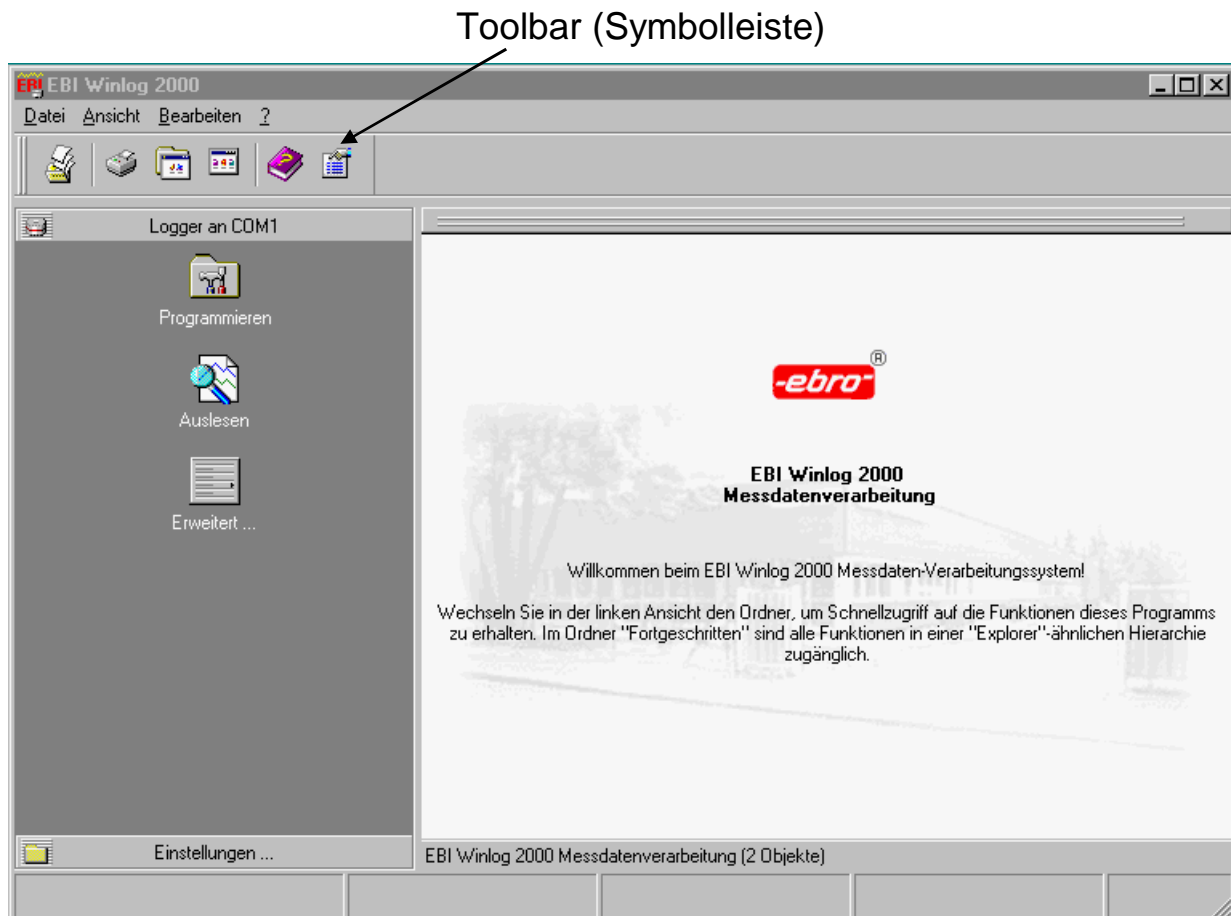 Toolbar (Symbolleiste)
EBI EBI Winlog 2000
Datei Ansicht Bearbeiten ?
Logger an COM1
Programmieren
Auslesen
Erweitert ...
Einstellungen ...
-ebro- ®
EBI Winlog 2000
Messdatenverarbeitung
Willkommen beim EBI Winlog 2000 Messdaten-Verarbeitungssystem!
Wechseln Sie in der linken Ansicht den Ordner, um Schnellzugriff auf die Funktionen dieses Programms
zu erhalten. Im Ordner "Fortgeschritten" sind alle Funktionen in einer "Explorer"-ähnlichen Hierarchie
zugänglich.
EBI Winlog 2000 Messdatenverarbeitung (2 Objekte)